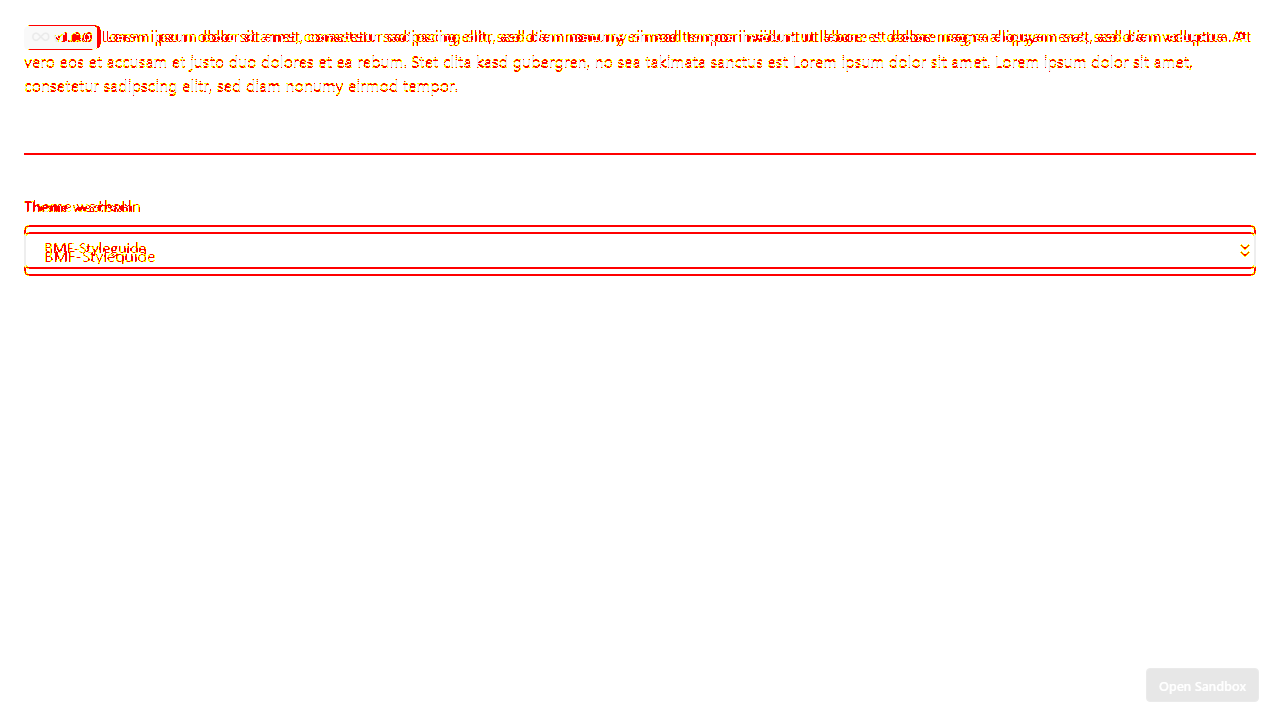 Lorem ipsum dolor sit amet, consetetur sadipscing elitr, sed diam nonumy eirmod tempor invidunt ut labore et dolore magna aliquyam erat, sed diam voluptua. At
vero eos et accusam et justo duo dolores et ea rebum. Stet clita kasd gubergren, no sea takimata sanctus est Lorem ipsum dolor sit amet. Lorem ipsum dolor sit amet,
consetetur sadipscing elitr, sed diam nonumy eirmod tempor.
Theme wechseln
BMF-Styleguide
BMF-Styleguide
Open Sandbox